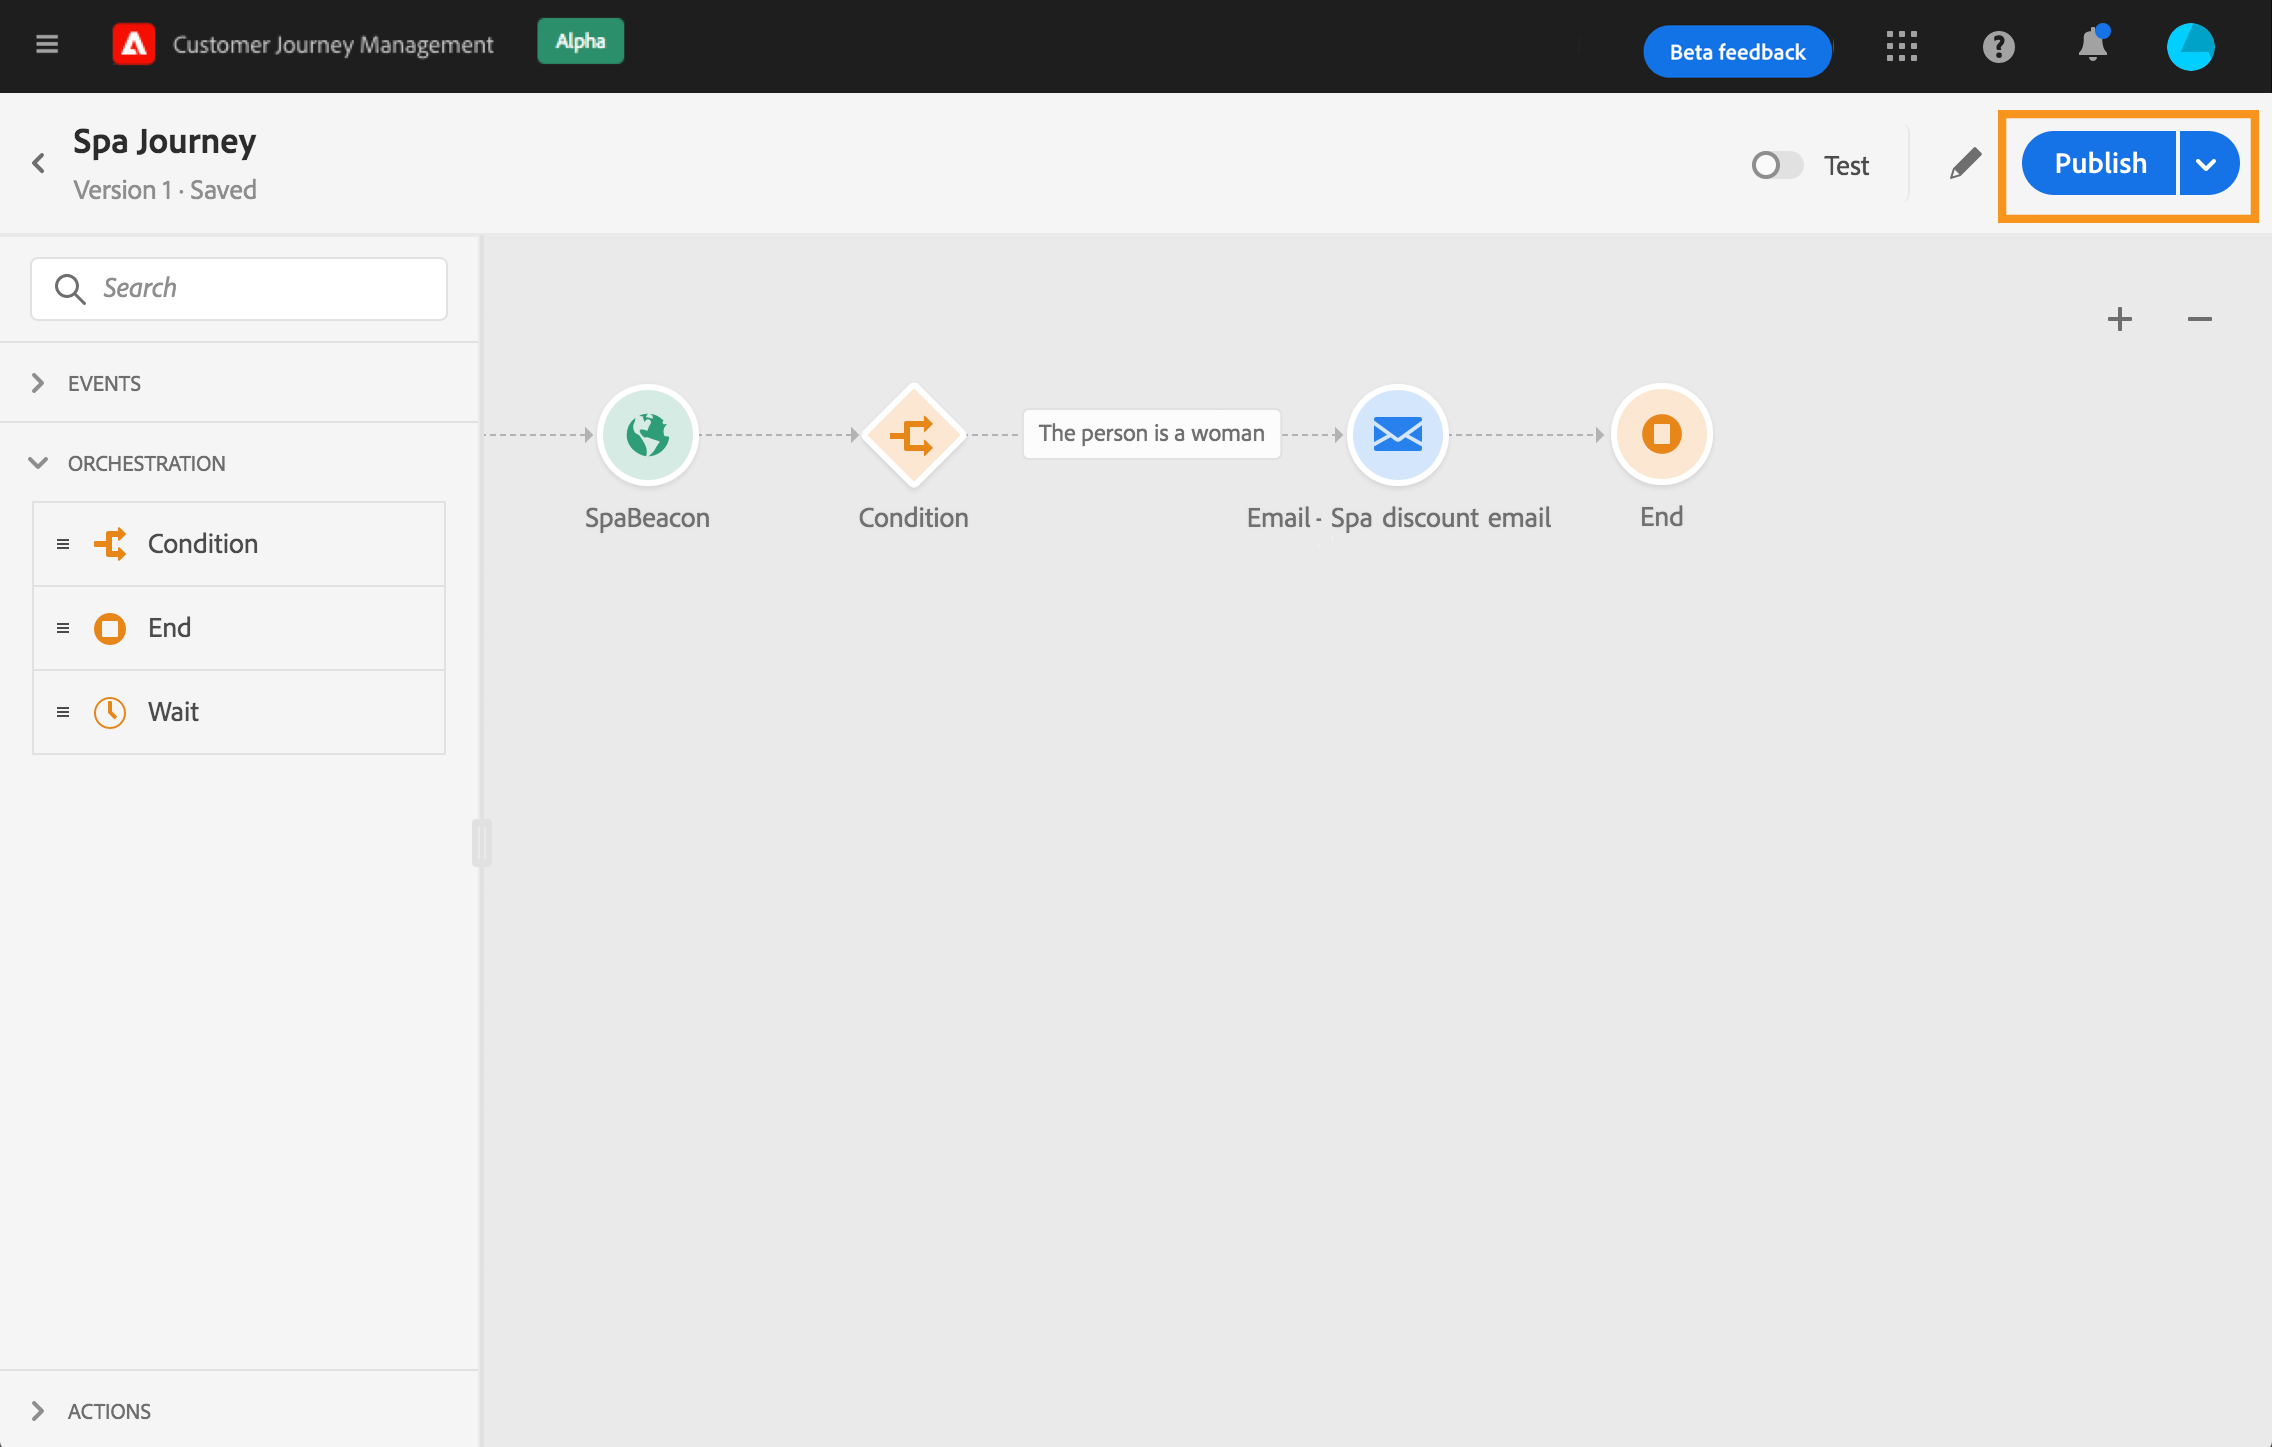 Customer Journey Management
Alpha
Beta feedback
Spa Journey
Version 1 · Saved
Test
Publish
Search
EVENTS
ORCHESTRATION
Condition
End
Wait
ACTIONS
The person is a woman
SpaBeacon
Condition
Email - Spa discount email
End